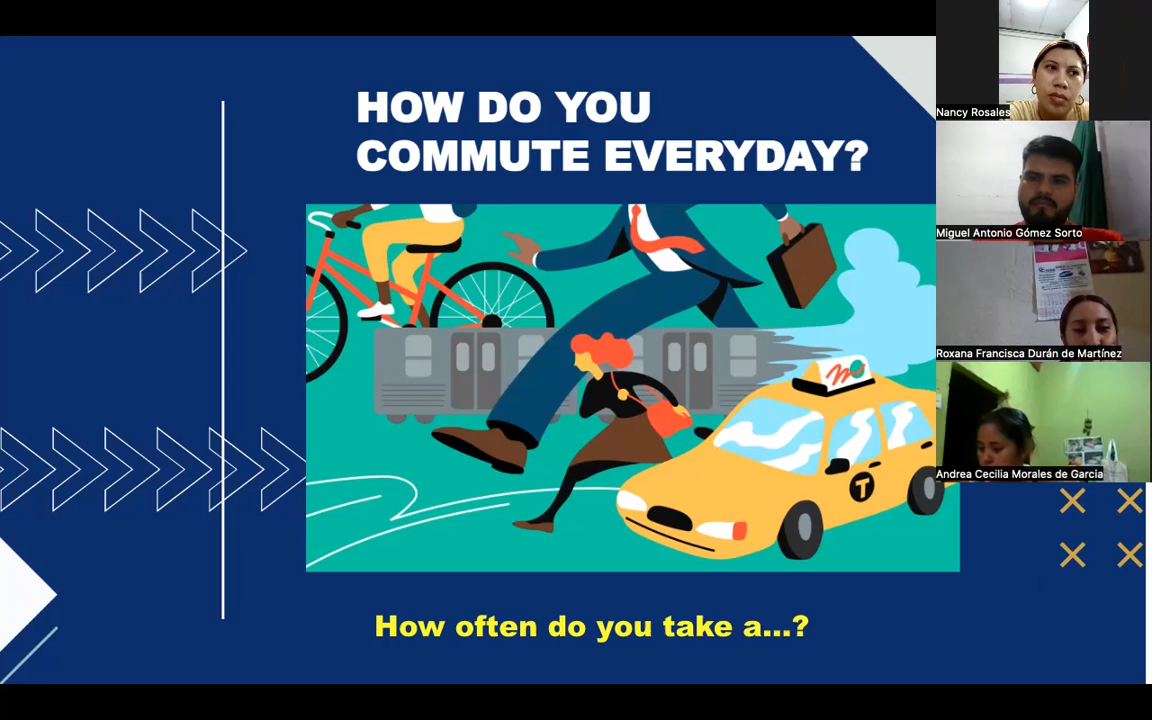 HOW DO YOU
COMMUTE EVERYDAY?
T
How often do you take a...?
Nancy Rosales
Miguel Antonio Gómez Sorto
Roxana Francisca Durán de Martínez
Andrea Cecilia Morales de Garcia